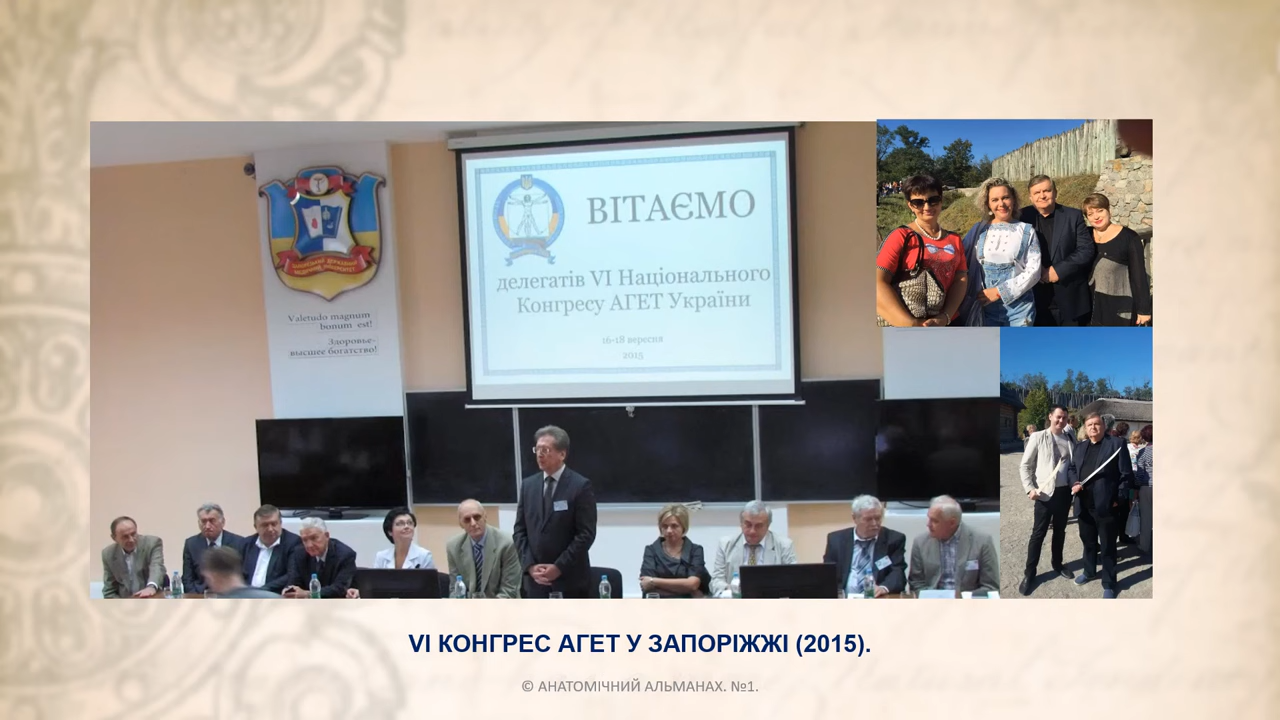 ВІТАЄМО
делегатів VI Національного
Конгресу АГЕТ України
16-18 вересня
2015
Valetudo magnum
bonum est!
Здоровье-
высшее богатство!
VI КОНГРЕС АГЕТ У ЗАПОРІЖЖІ (2015).
© АНАТОМІЧНИЙ АЛЬМАНАХ. №1.